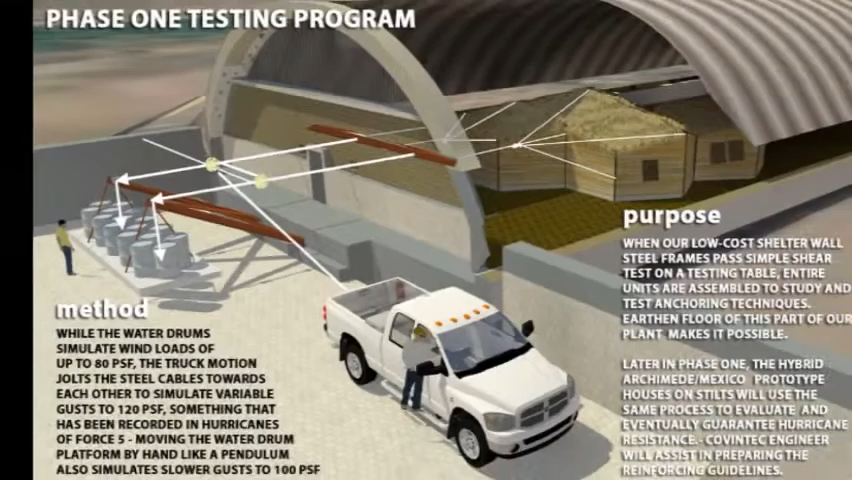 PHASE ONE TESTING PROGRAM
method
WHILE THE WATER DRUMS
SIMULATE WIND LOADS OF
UP TO 80 PSF, THE TRUCK MOTION
JOLTS THE STEEL CABLES TOWARDS
EACH OTHER TO SIMULATE VARIABLE
GUSTS TO 120 PSF, SOMETHING THAT
HAS BEEN RECORDED IN HURRICANES
OF FORCE 5 - MOVING THE WATER DRUM
PLATFORM BY HAND LIKE A PENDULUM
ALSO SIMULATES SLOWER GUSTS TO 100 PSF
purpose
WHEN OUR LOW-COST SHELTER WALL
STEEL FRAMES PASS SIMPLE SHEAR
TEST ON A TESTING TABLE, ENTIRE
UNITS ARE ASSEMBLED TO STUDY AND
TEST ANCHORING TECHNIQUES.
EARTHEN FLOOR OF THIS PART OF OUR
PLANT MAKES IT POSSIBLE.
LATER IN PHASE ONE, THE HYBRID
ARCHIMEDE/MEXICO PROTOTYPE
HOUSES ON STILTS WILL USE THE
SAME PROCESS TO EVALUATE AND
EVENTUALLY GUARANTEE HURRICANE
RESISTANCE.- COVINTEC ENGINEER
WILL ASSIST IN PREPARING THE
REINFORCING GUIDELINES.